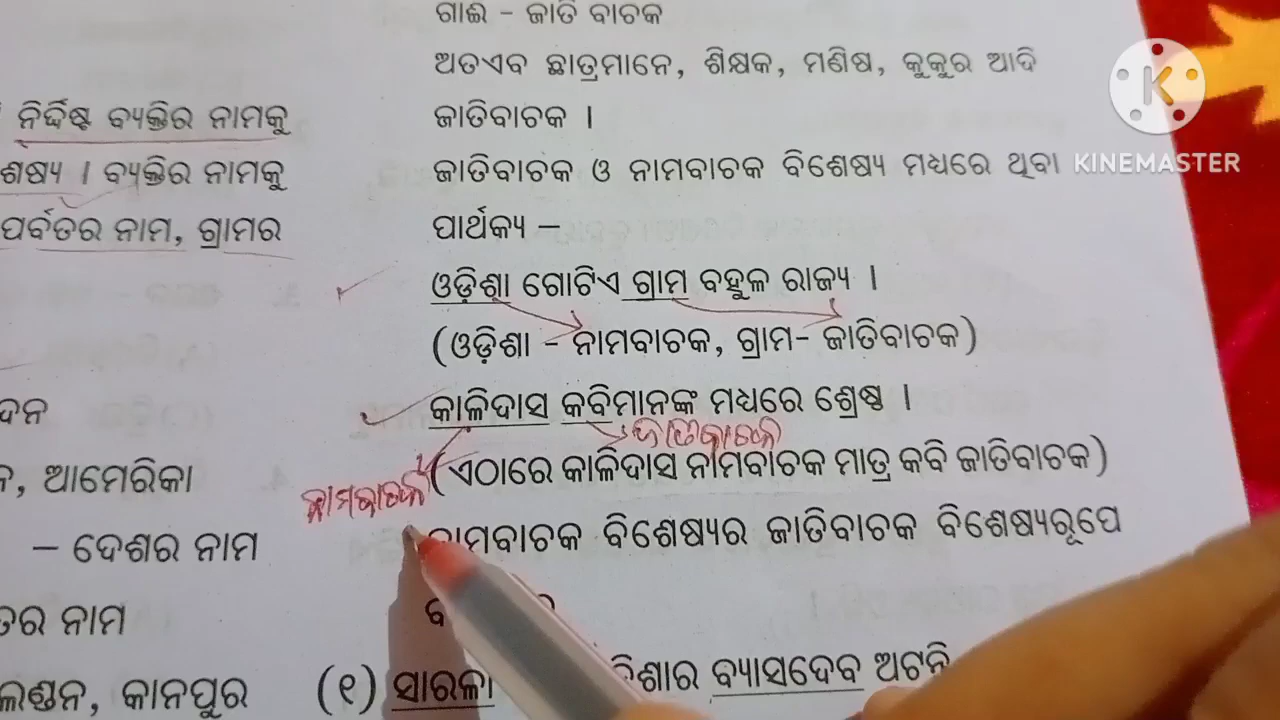 ନିର୍ଦ୍ଦିଷ୍ଟ ବ୍ୟକ୍ତିର ନାମକୁ
ଶଷ୍ୟ । ବ୍ୟକ୍ତିର ନାମକୁ
ପର୍ବତର ନାମ, ଗ୍ରାମର
ଦନ
କ, ଆମେରିକା
– ଦେଶର ନାମ
ତର ନାମ
ଲଣ୍ଡନ, କାନପୁର
ଗାଈ - ଜାତି ବାଚକ
ଅତଏବ ଛାତ୍ରମାନେ, ଶିକ୍ଷକ, ମଣିଷ, କୁକୁର ଆଦି
ଜାତିବାଚକ ।
ଜାତିବାଚକ ଓ ନାମବାଚକ ବିଶେଷ୍ୟ ମଧ୍ୟରେ ଥିବା
ପାର୍ଥକ୍ୟ –
ଓଡ଼ିଶା ଗୋଟିଏ ଗ୍ରାମ ବହୁଳ ରାଜ୍ୟ ।
(ଓଡ଼ିଶା - ନାମବାଚକ, ଗ୍ରାମ- ଜାତିବାଚକ)
କାଳିଦାସ କବିମାନଙ୍କ ମଧ୍ୟରେ ଶ୍ରେଷ୍ଠ ।
ଜାତିବାଚକ
(ଏଠାରେ କାଳିଦାସ ନାମବାଚକ ମାତ୍ର କବି ଜାତିବାଚକ)
ନାମବାଚକ
ନାମବାଚକ ବିଶେଷ୍ୟର ଜାତିବାଚକ ବିଶେଷ୍ୟରୂପେ
(୧) ସାରଳା ଡିଶାର ବ୍ୟାସଦେବ ଅଟନ୍ତି
KINEMASTER